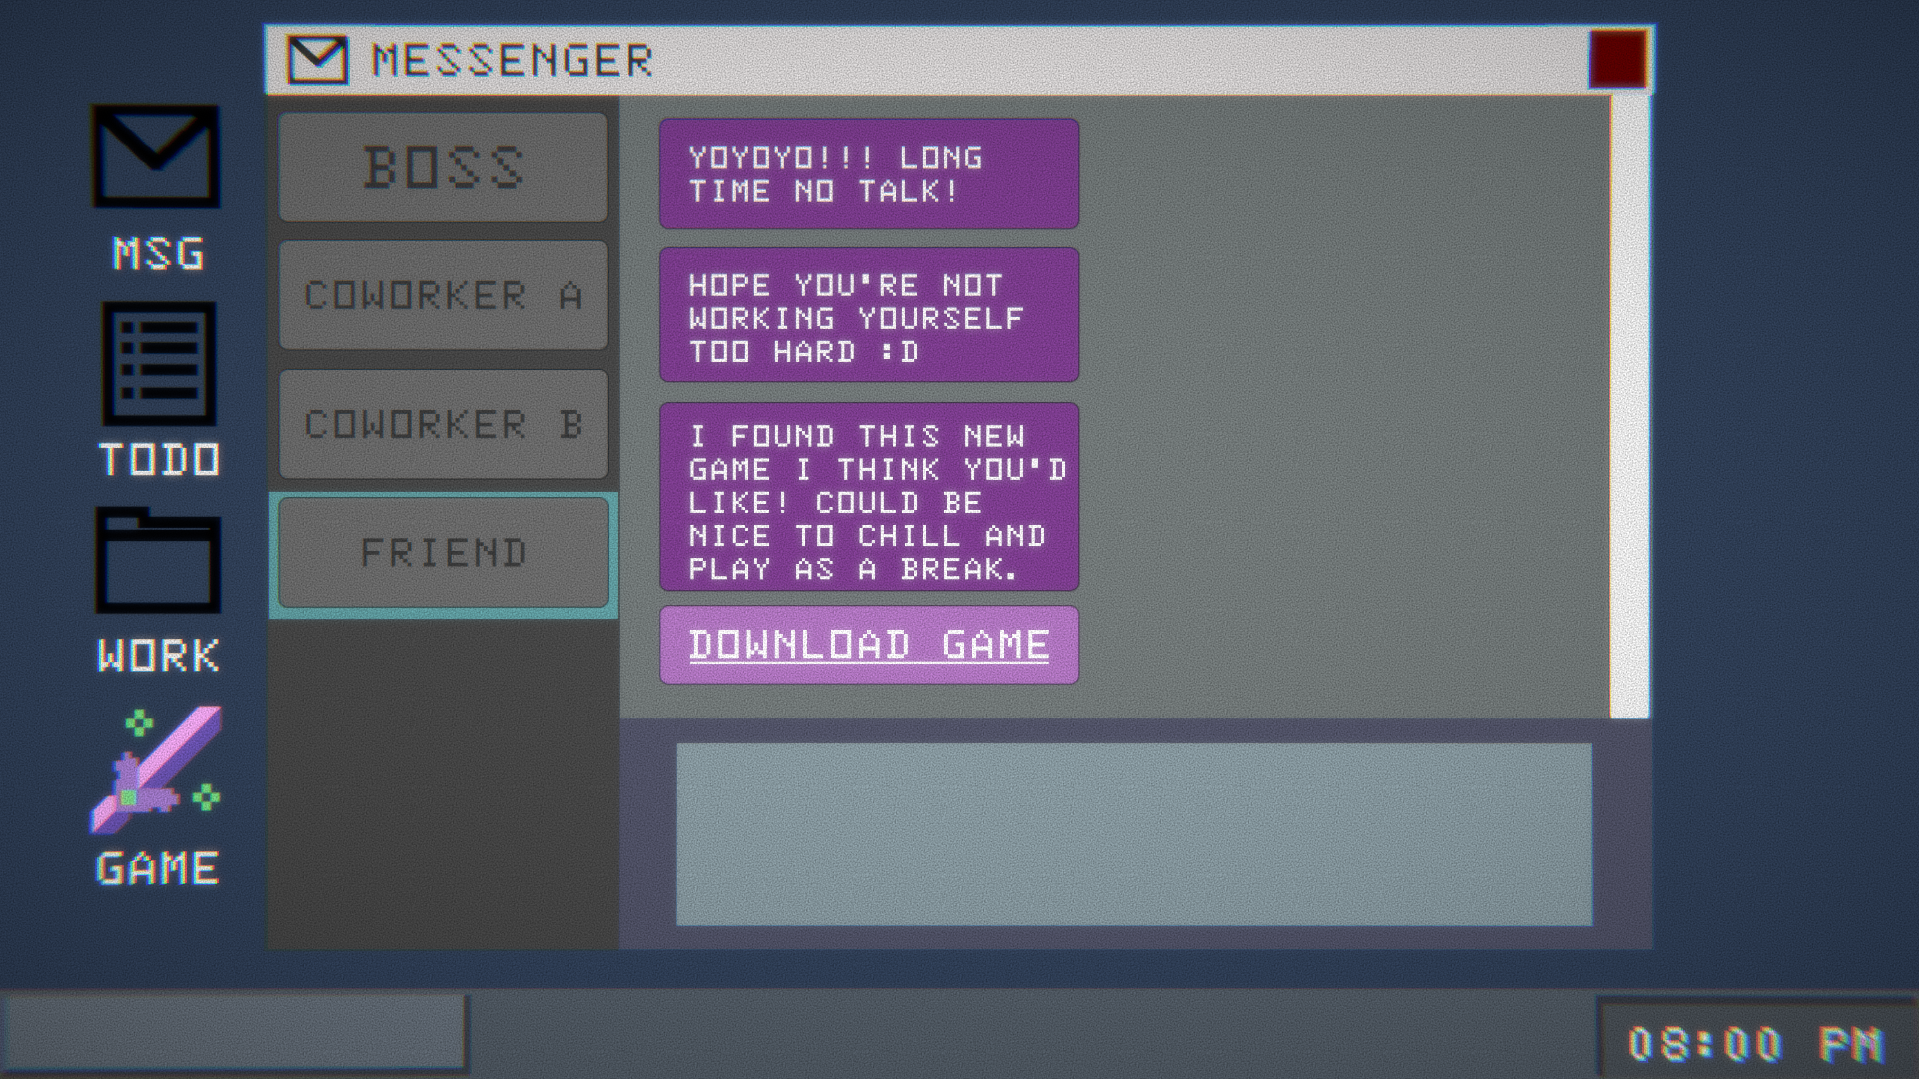 MESSENGER
MSG
TODO
WORK
GAME
BOSS
COWORKER A
COWORKER B
FRIEND
YOYOYO!!! LONG
TIME NO TALK!
HOPE YOU'RE NOT
WORKING YOURSELF
TOO HARD :D
I FOUND THIS NEW
GAME I THINK YOU'D
LIKE! COULD BE
NICE TO CHILL AND
PLAY AS A BREAK.
DOWNLOAD GAME
08:00 PM